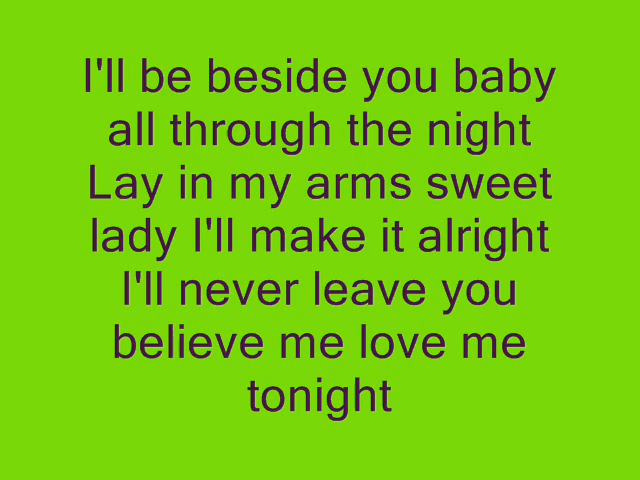 I'll be beside you baby
all through the night
Lay in my arms sweet
lady I'll make it alright
I'll never leave you
believe me love me
tonight